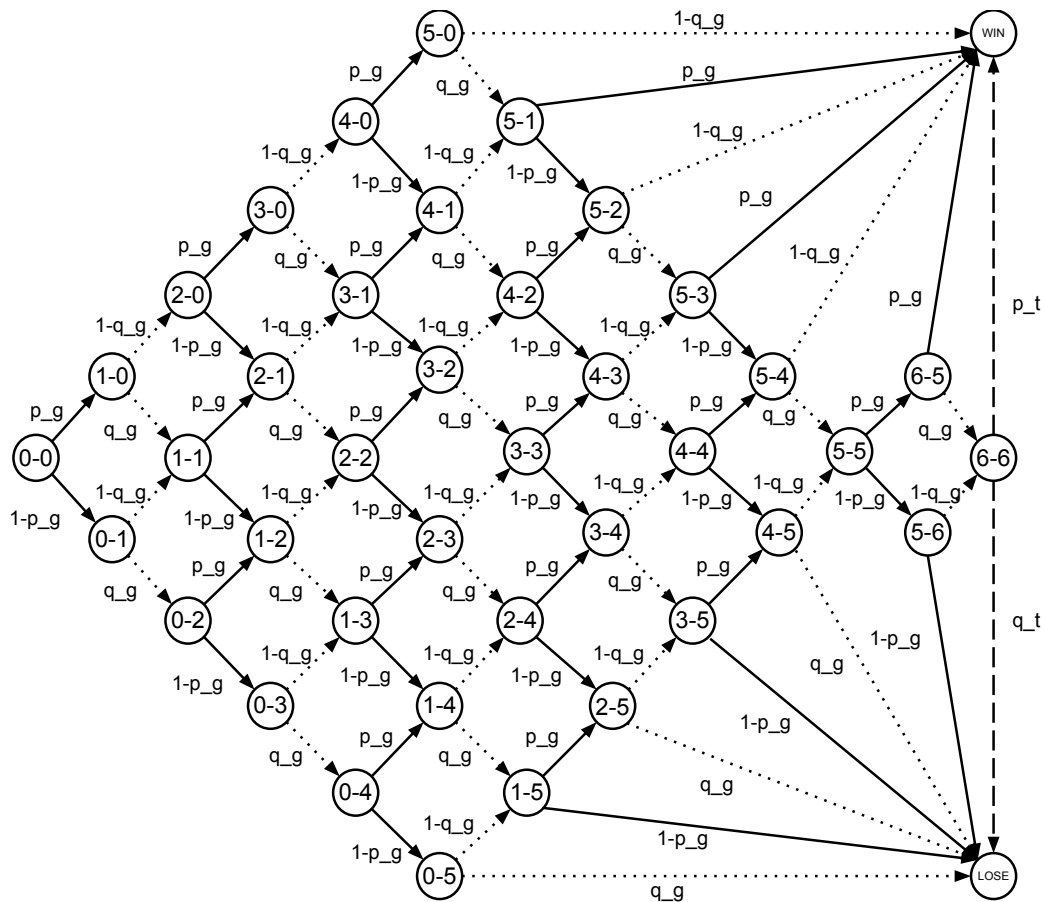 5-0
1-q_g
WIN
p_g
q_g
p_g
4-0
5-1
1-q_g
1-q_g
1-q_g
1-p_g
1-p_g
3-0
4-1
5-2
p_g
p_g
q_g
p_g
q_g
p_g
q_g
1-q_g
2-0
3-1
4-2
5-3
p_g
p_t
1-q_g
1-q_g
1-q_g
1-q_g
1-p_g
1-p_g
1-p_g
1-p_g
1-0
2-1
3-2
4-3
5-4
6-5
p_g
p_g
p_g
p_g
p_g
p_g
q_g
q_g
q_g
q_g
q_g
q_g
0-0
1-1
2-2
3-3
4-4
5-5
6-6
1-q_g
1-q_g
1-q_g
1-q_g
1-q_g
1-q_g
1-p_g
1-p_g
1-p_g
1-p_g
1-p_g
1-p_g
0-1
1-2
2-3
3-4
4-5
5-6
p_g
p_g
p_g
p_g
q_g
q_g
q_g
q_g
0-2
1-3
2-4
3-5
q_t
1-p_g
1-q_g
1-q_g
1-q_g
q_g
1-p_g
1-p_g
1-p_g
0-3
1-4
2-5
1-p_g
p_g
p_g
q_g
q_g
q_g
0-4
1-5
1-q_g
1-p_g
1-p_g
0-5
LOSE
q_g